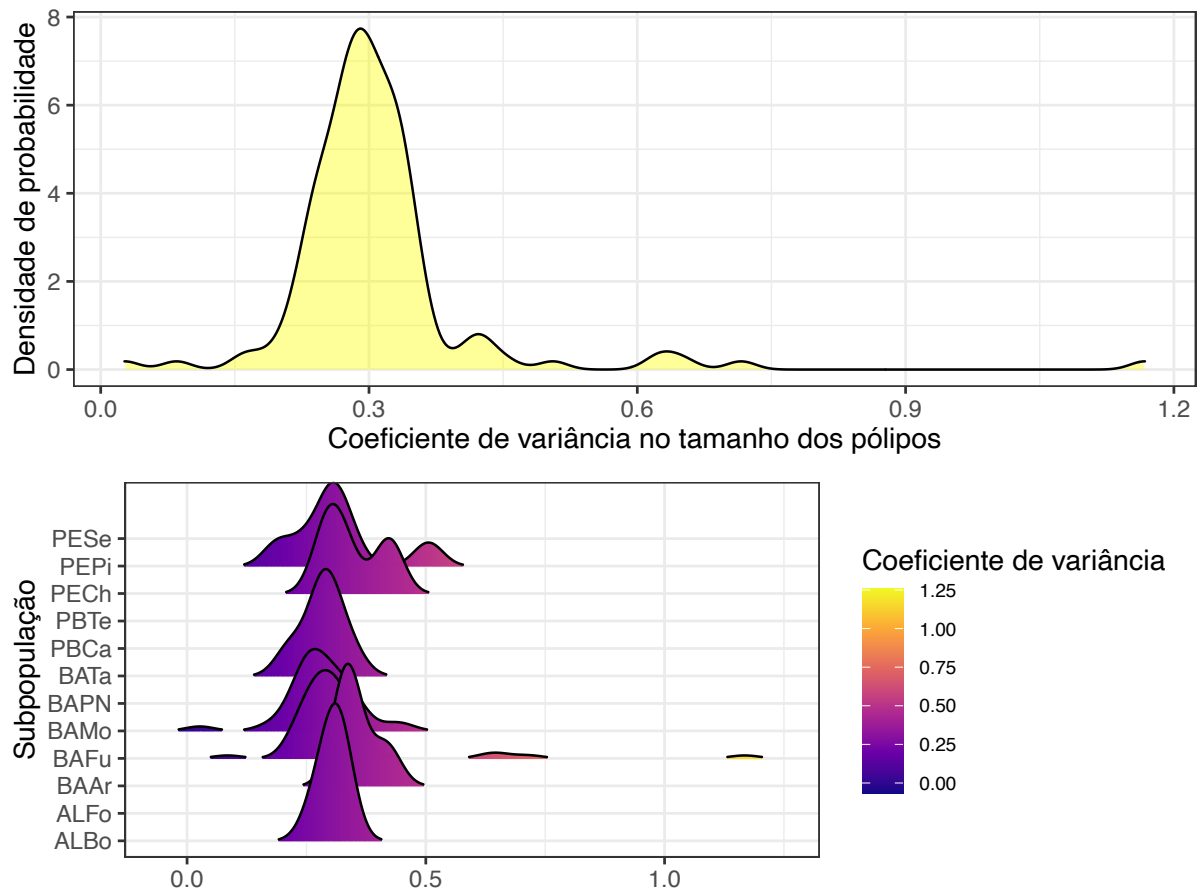 Densidade de probabilidade
8
6
4
2
0
0.0 0.3 0.6 0.9 1.2
Coeficiente de variância no tamanho dos pólipos
Subpopulação
PESe
PEPi
PECh
PBTe
PBCa
BATa
BAPN
BAMo
BAFu
BAAr
ALFo
ALBo
0.0 0.5 1.0
Coeficiente de variância
1.25
1.00
0.75
0.50
0.25
0.00